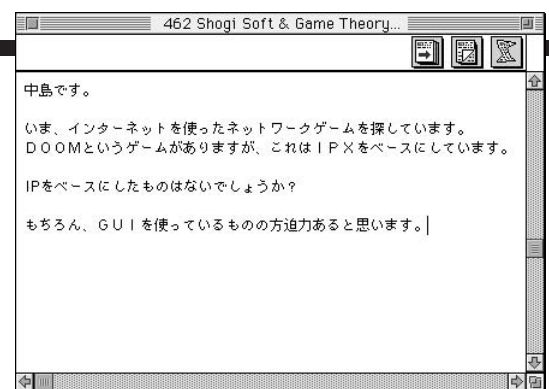 462 Shogi Soft & Game Theory...
中島です。
いま、インターネットを使ったネットワークゲームを探しています。
ＤＯＯＭというゲームがありますが、これはＩＰＸをベースにしています。
IPをベースにしたものはないでしょうか？
もちろん、ＧＵＩを使っているものの方迫力あると思います。